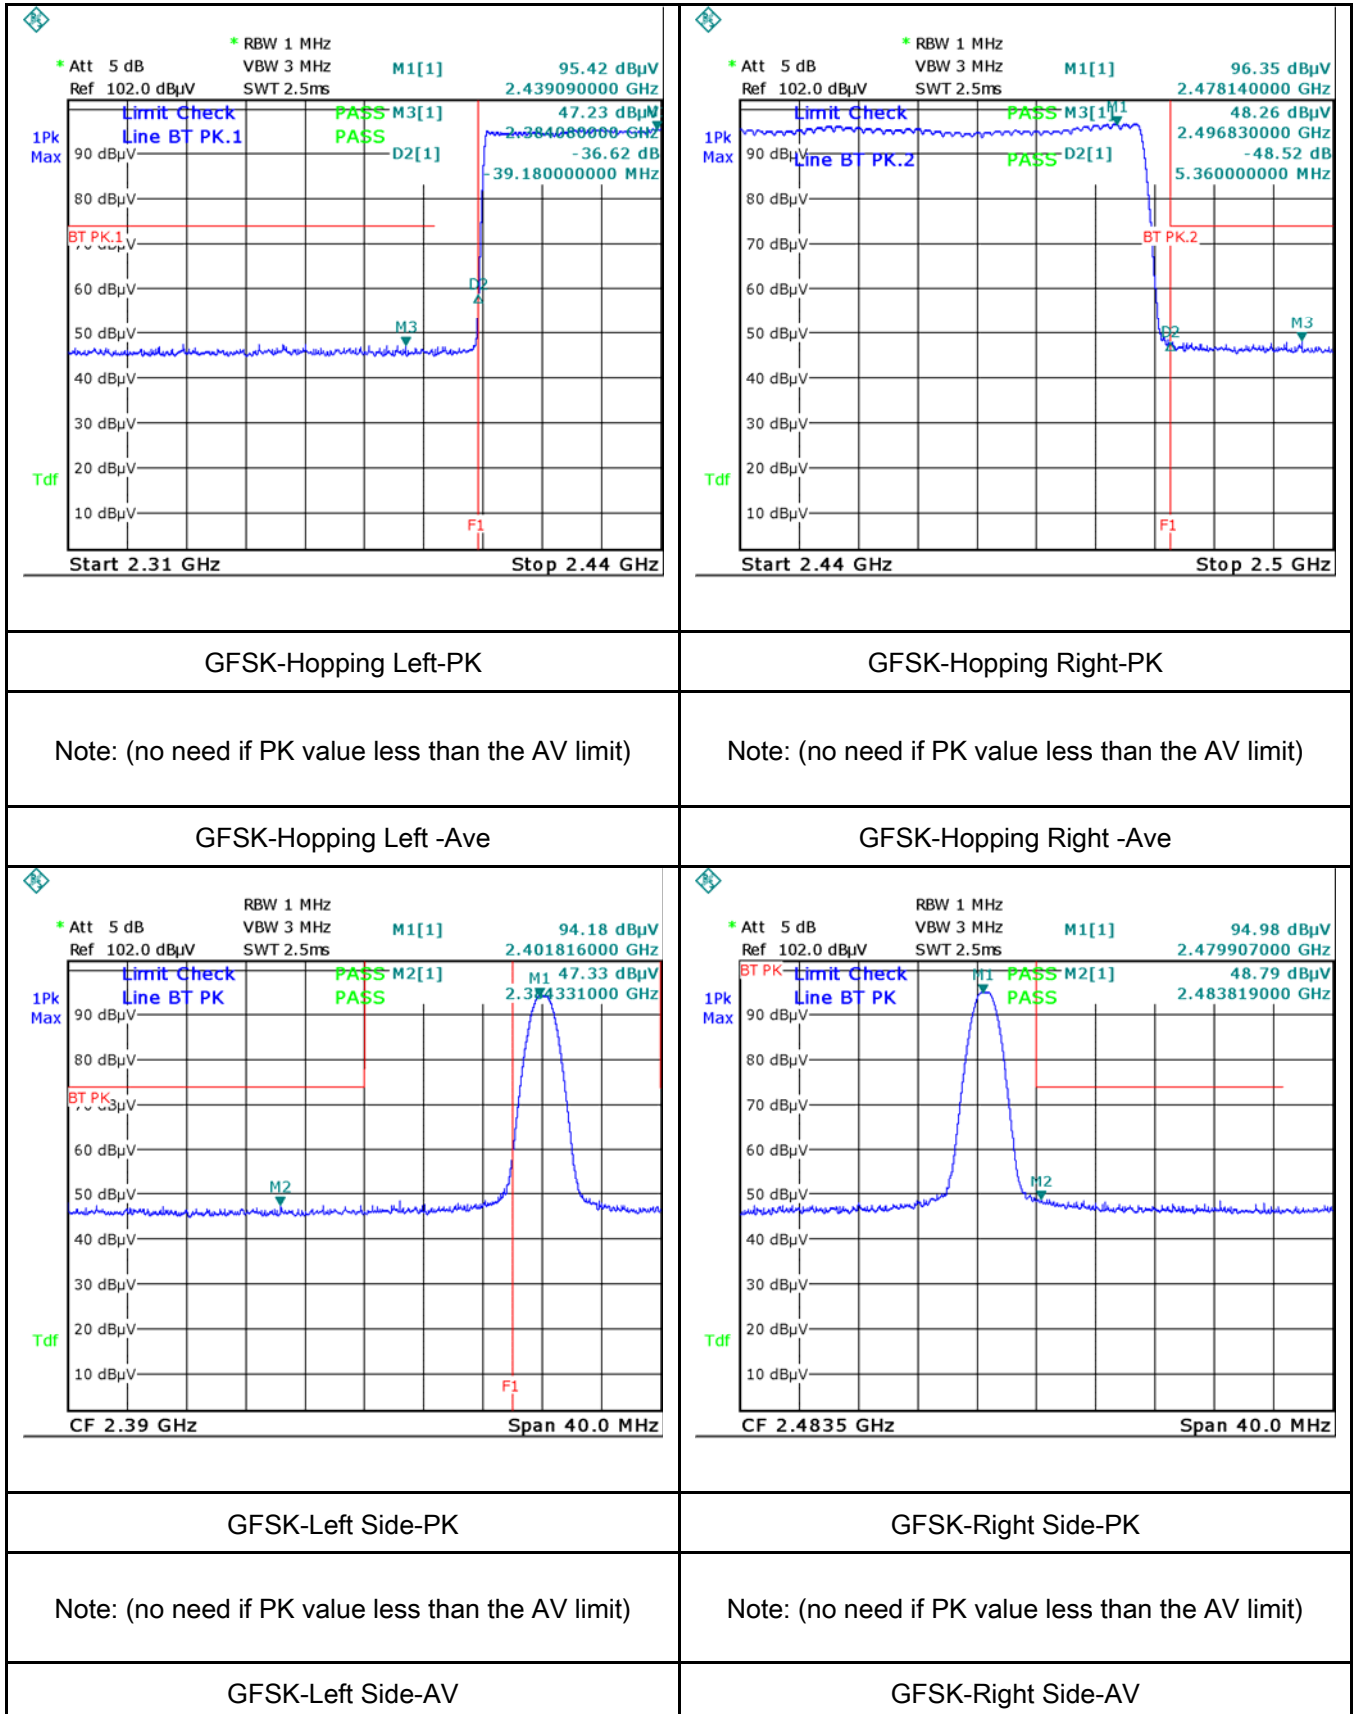 * RBW 1 MHz
* Att 5 dB VBW 3 MHz M1[1] 95.42 dBµV
Ref 102.0 dBµV SWT 2.5ms 2.439090000 GHz
Limit Check PASS M3[1] 47.23 dBµV
Line BT PK.1 PASS 2.384080000 GHz
1Pk
Max
90 dBµV D2[1] -36.62 dB
-39.180000000 MHz
80 dBµV
BT PK.1
70 dBµV
60 dBµV
D2
50 dBµV
M3
40 dBµV
30 dBµV
20 dBµV
Tdf
10 dBµV
F1
Start 2.31 GHz Stop 2.44 GHz
* RBW 1 MHz
* Att 5 dB VBW 3 MHz M1[1] 96.35 dBµV
Ref 102.0 dBµV SWT 2.5ms 2.478140000 GHz
Limit Check PASS M3[1] 48.26 dBµV
M1
2.496830000 GHz
1Pk
Max
90 dBµV Line BT PK.2 PASS D2[1] -48.52 dB
5.360000000 MHz
80 dBµV
BT PK.2
70 dBµV
60 dBµV
50 dBµV
D2
M3
40 dBµV
30 dBµV
20 dBµV
Tdf
10 dBµV
F1
Start 2.44 GHz Stop 2.5 GHz
GFSK-Hopping Left-PK
GFSK-Hopping Right-PK
Note: (no need if PK value less than the AV limit)
Note: (no need if PK value less than the AV limit)
GFSK-Hopping Left -Ave
GFSK-Hopping Right -Ave
RBW 1 MHz
* Att 5 dB VBW 3 MHz M1[1] 94.18 dBµV
Ref 102.0 dBµV SWT 2.5ms 2.401816000 GHz
Limit Check PASS M2[1] 47.33 dBµV
M1
Line BT PK PASS 2.384331000 GHz
1Pk
Max
90 dBµV
80 dBµV
BT PK
70 dBµV
60 dBµV
50 dBµV
M2
40 dBµV
30 dBµV
20 dBµV
Tdf
10 dBµV
F1
CF 2.39 GHz Span 40.0 MHz
RBW 1 MHz
* Att 5 dB VBW 3 MHz M1[1] 94.98 dBµV
Ref 102.0 dBµV SWT 2.5ms 2.479907000 GHz
BT PK Limit Check M1 PASS M2[1] 48.79 dBµV
Line BT PK PASS 2.483819000 GHz
1Pk
Max
90 dBµV
80 dBµV
70 dBµV
60 dBµV
50 dBµV
M2
40 dBµV
30 dBµV
20 dBµV
Tdf
10 dBµV
CF 2.4835 GHz Span 40.0 MHz
GFSK-Left Side-PK
GFSK-Right Side-PK
Note: (no need if PK value less than the AV limit)
Note: (no need if PK value less than the AV limit)
GFSK-Left Side-AV
GFSK-Right Side-AV